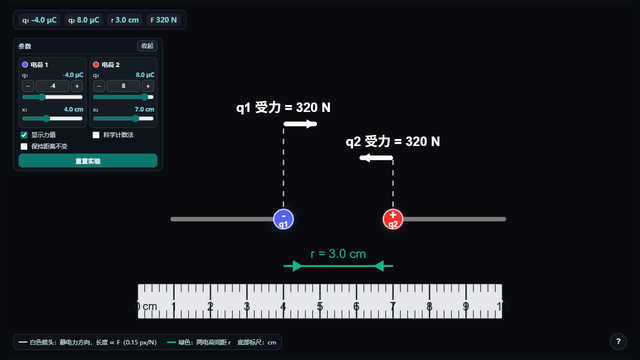 q₁ -4.0 μC q₂ 8.0 μC r 3.0 cm F 320 N
参数 收起
电荷 1 电荷 2
q₁ -4.0 μC q₂ 8.0 μC
− -4 + − 8 +
x₁ 4.0 cm x₂ 7.0 cm
显示力值 科学计数法
保持距离不变
重置实验
q1 受力 = 320 N
q2 受力 = 320 N
- +
q1 q2
r = 3.0 cm
0 cm 1 2 3 4 5 6 7 8 9 10
白色箭头：静电力方向，长度 ∝ F（0.15 px/N） 绿色：两电荷间距 r 底部标尺：cm
?